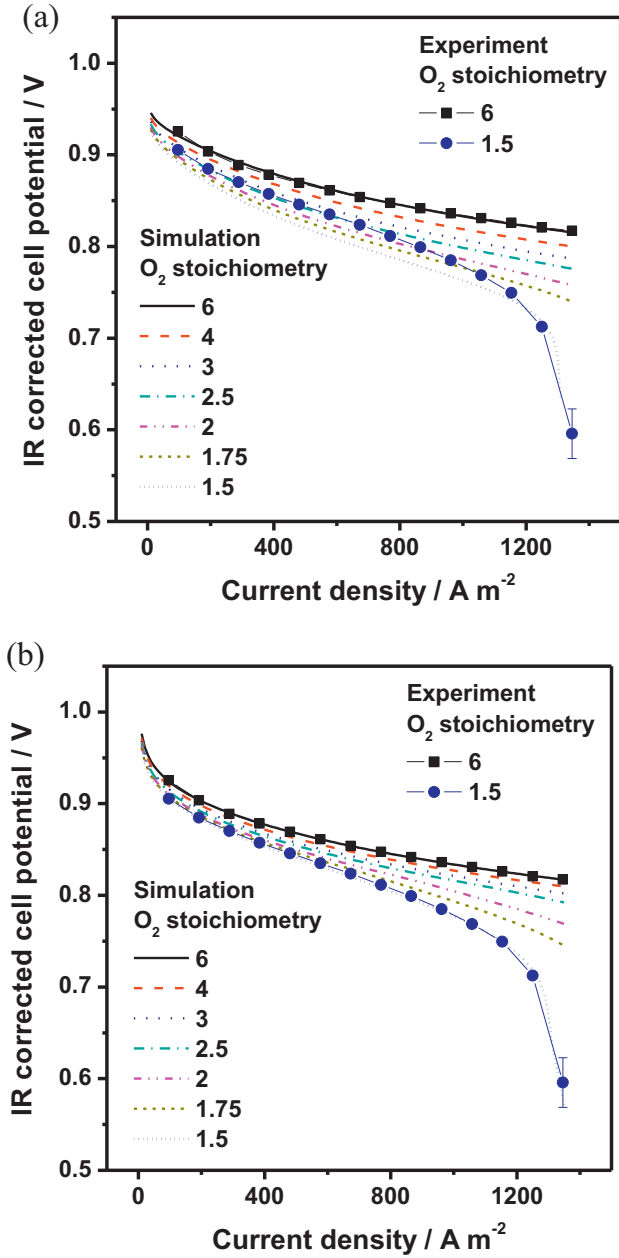 (a)
1.0
0.9
0.8
0.7
0.6
0.5
IR corrected cell potential / V
Experiment
O₂ stoichiometry
6
1.5
Simulation
O₂ stoichiometry
6
4
3
2.5
2
1.75
1.5
0
400
800
1200
Current density / A m⁻²
(b)
1.0
0.9
0.8
0.7
0.6
0.5
IR corrected cell potential / V
Experiment
O₂ stoichiometry
6
1.5
Simulation
O₂ stoichiometry
6
4
3
2.5
2
1.75
1.5
0
400
800
1200
Current density / A m⁻²